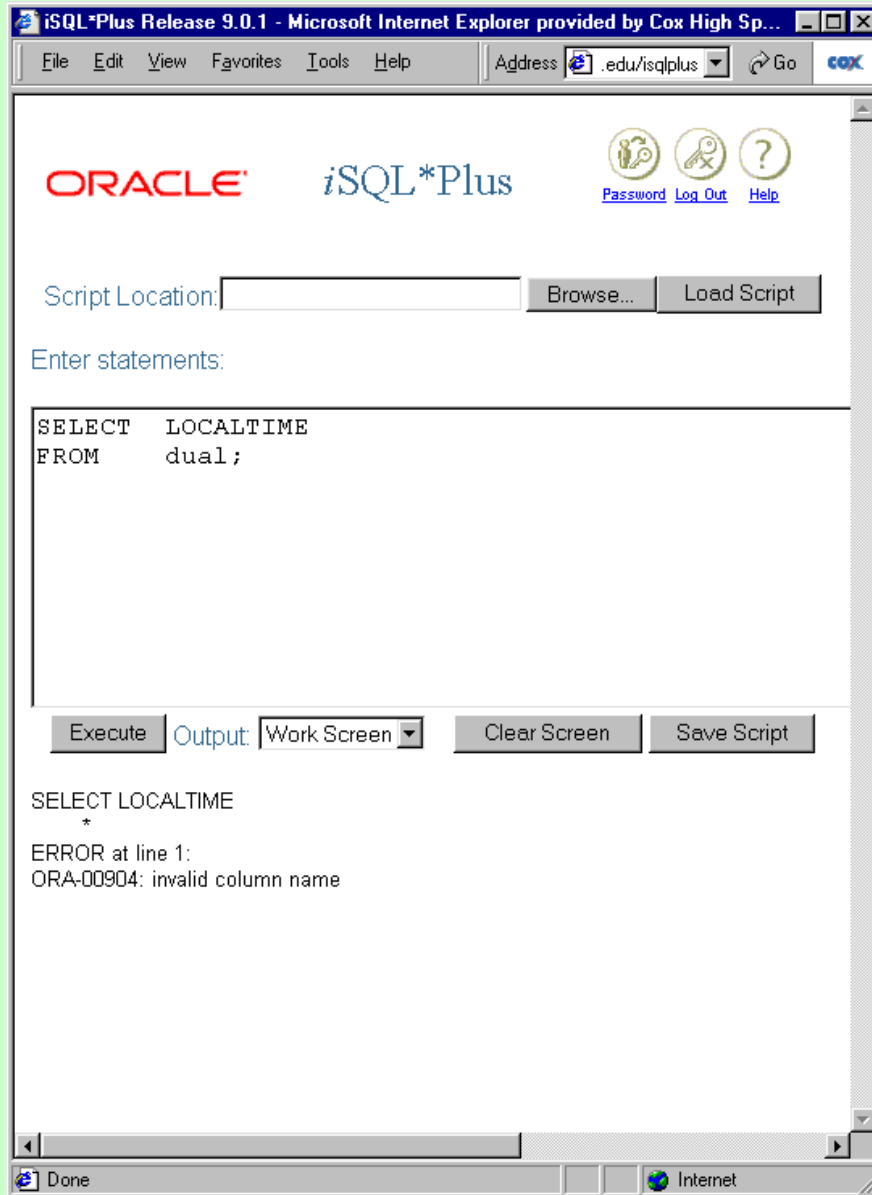 iSQL*Plus Release 9.0.1 - Microsoft Internet Explorer provided by Cox High Sp...
File Edit View Favorites Tools Help Address .edu/isqlplus Go COX
ORACLE iSQL*Plus
Password Log Out Help
Script Location: Browse... Load Script
Enter statements:
SELECT LOCALTIME
FROM dual;
Execute Output: Work Screen Clear Screen Save Script
SELECT LOCALTIME
*
ERROR at line 1:
ORA-00904: invalid column name
Done Internet